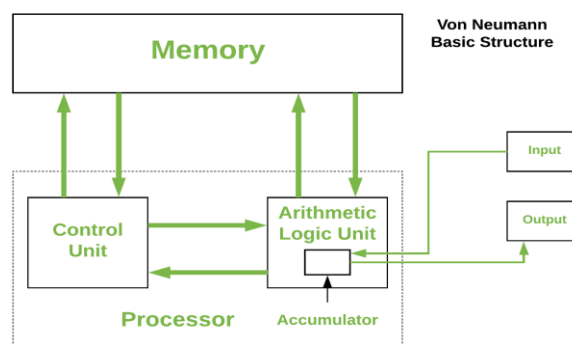 Von Neumann
Basic Structure
Memory
Input
Output
Control
Unit
Arithmetic
Logic Unit
Processor
Accumulator